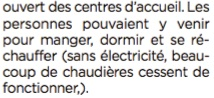 ouvert des centres d'accueil. Les
personnes pouvaient y venir
pour manger, dormir et se ré-
chauffer (sans électricité, beau-
coup de chaudières cessent de
fonctionner,).